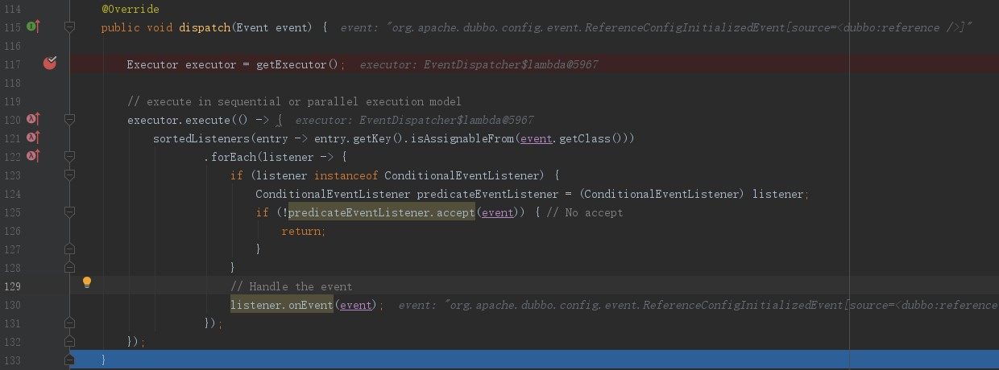 114 @Override
115 public void dispatch(Event event) { event: "org.apache.dubbo.config.event.ReferenceConfigInitializedEvent[source=<dubbo:reference />]"
116
117 Executor executor = getExecutor(); executor: EventDispatcher$lambda@5967
118
119 // execute in sequential or parallel execution model
120 executor.execute(() -> { executor: EventDispatcher$lambda@5967
121 sortedListeners(entry -> entry.getKey().isAssignableFrom(event.getClass()))
122 .forEach(listener -> {
123 if (listener instanceof ConditionalEventListener) {
124 ConditionalEventListener predicateEventListener = (ConditionalEventListener) listener;
125 if (!predicateEventListener.accept(event)) { // No accept
126 return;
127 }
128 }
129 // Handle the event
130 listener.onEvent(event); event: "org.apache.dubbo.config.event.ReferenceConfigInitializedEvent[source=<dubbo:reference
131 });
132 });
133 }